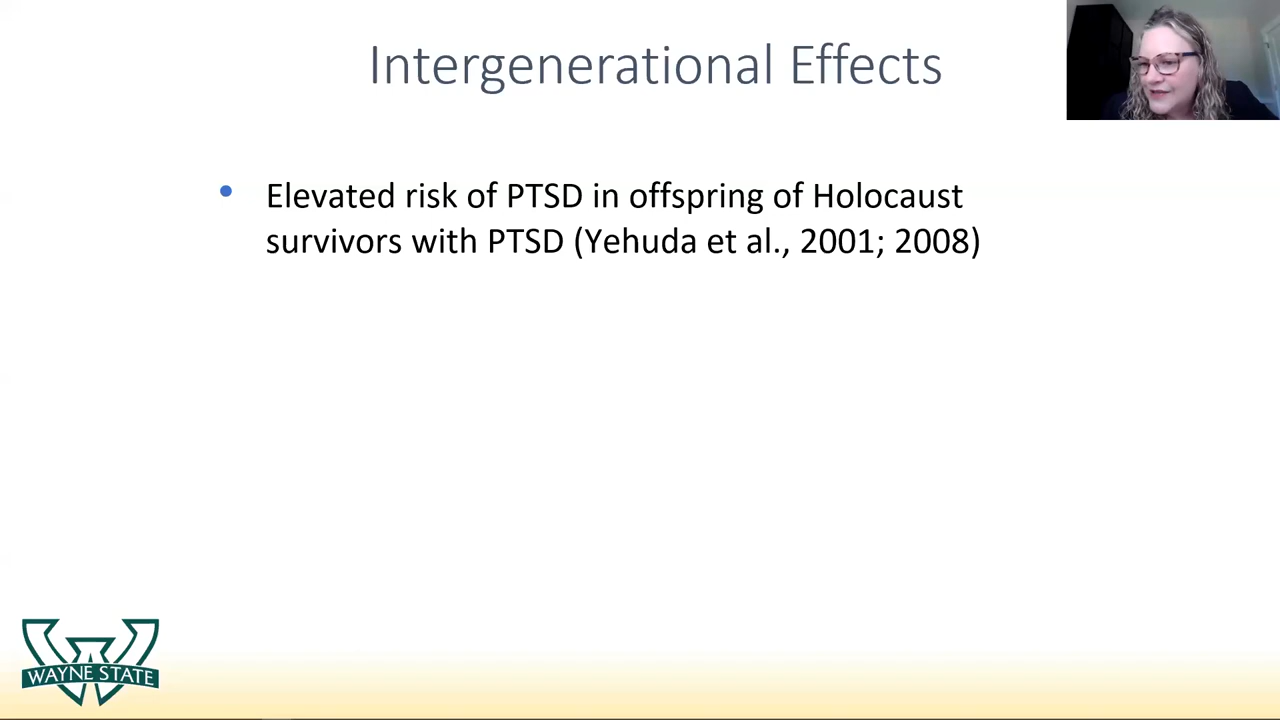 Intergenerational Effects
• Elevated risk of PTSD in offspring of Holocaust
survivors with PTSD (Yehuda et al., 2001; 2008)
WAYNE STATE